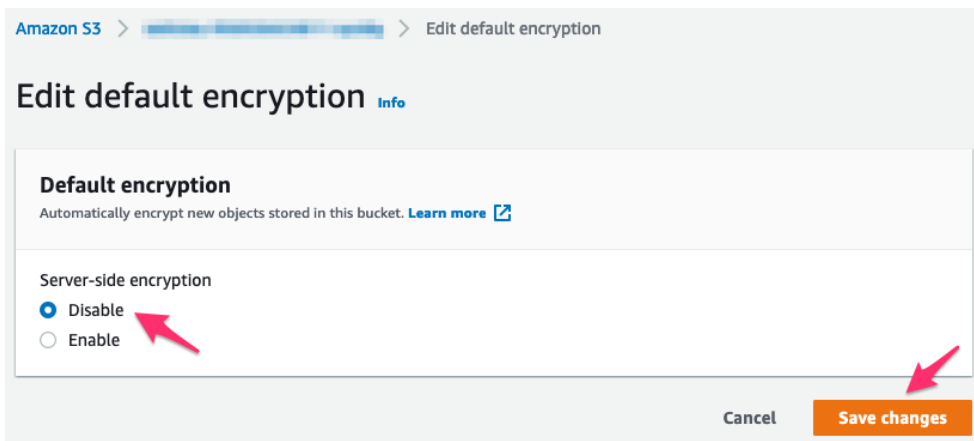 Amazon S3 > > Edit default encryption
Edit default encryption Info
Default encryption
Automatically encrypt new objects stored in this bucket. Learn more
Server-side encryption
Disable
Enable
Cancel Save changes